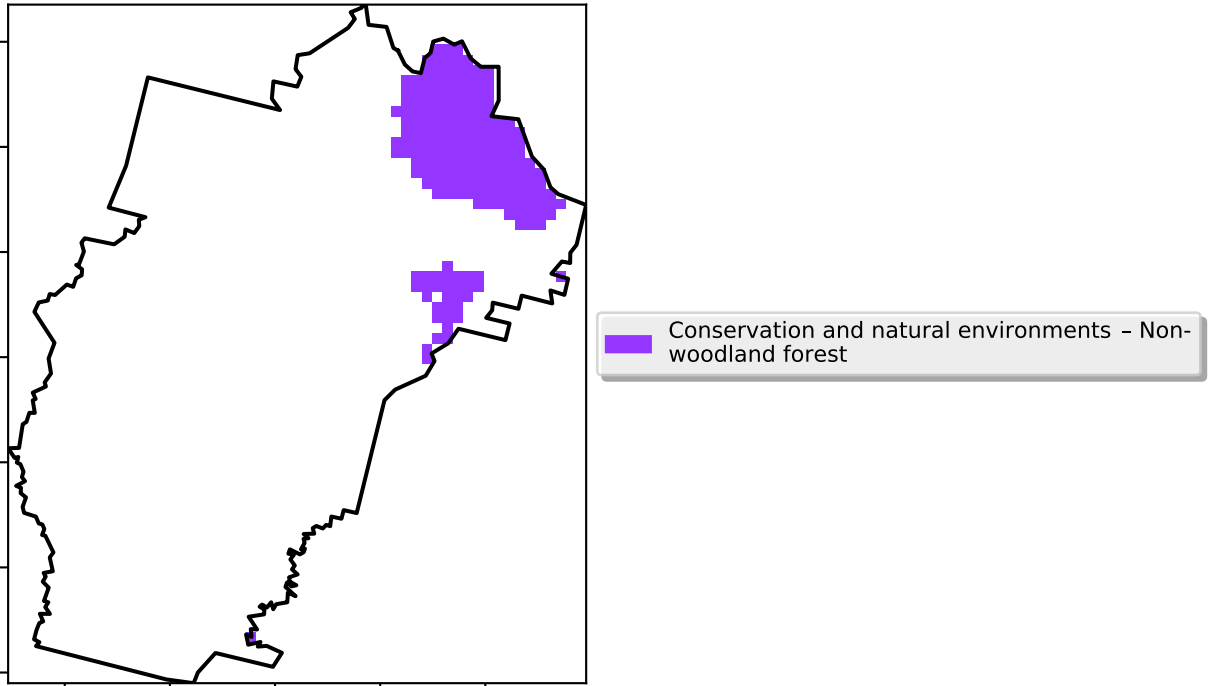 Conservation and natural environments – Non-
woodland forest